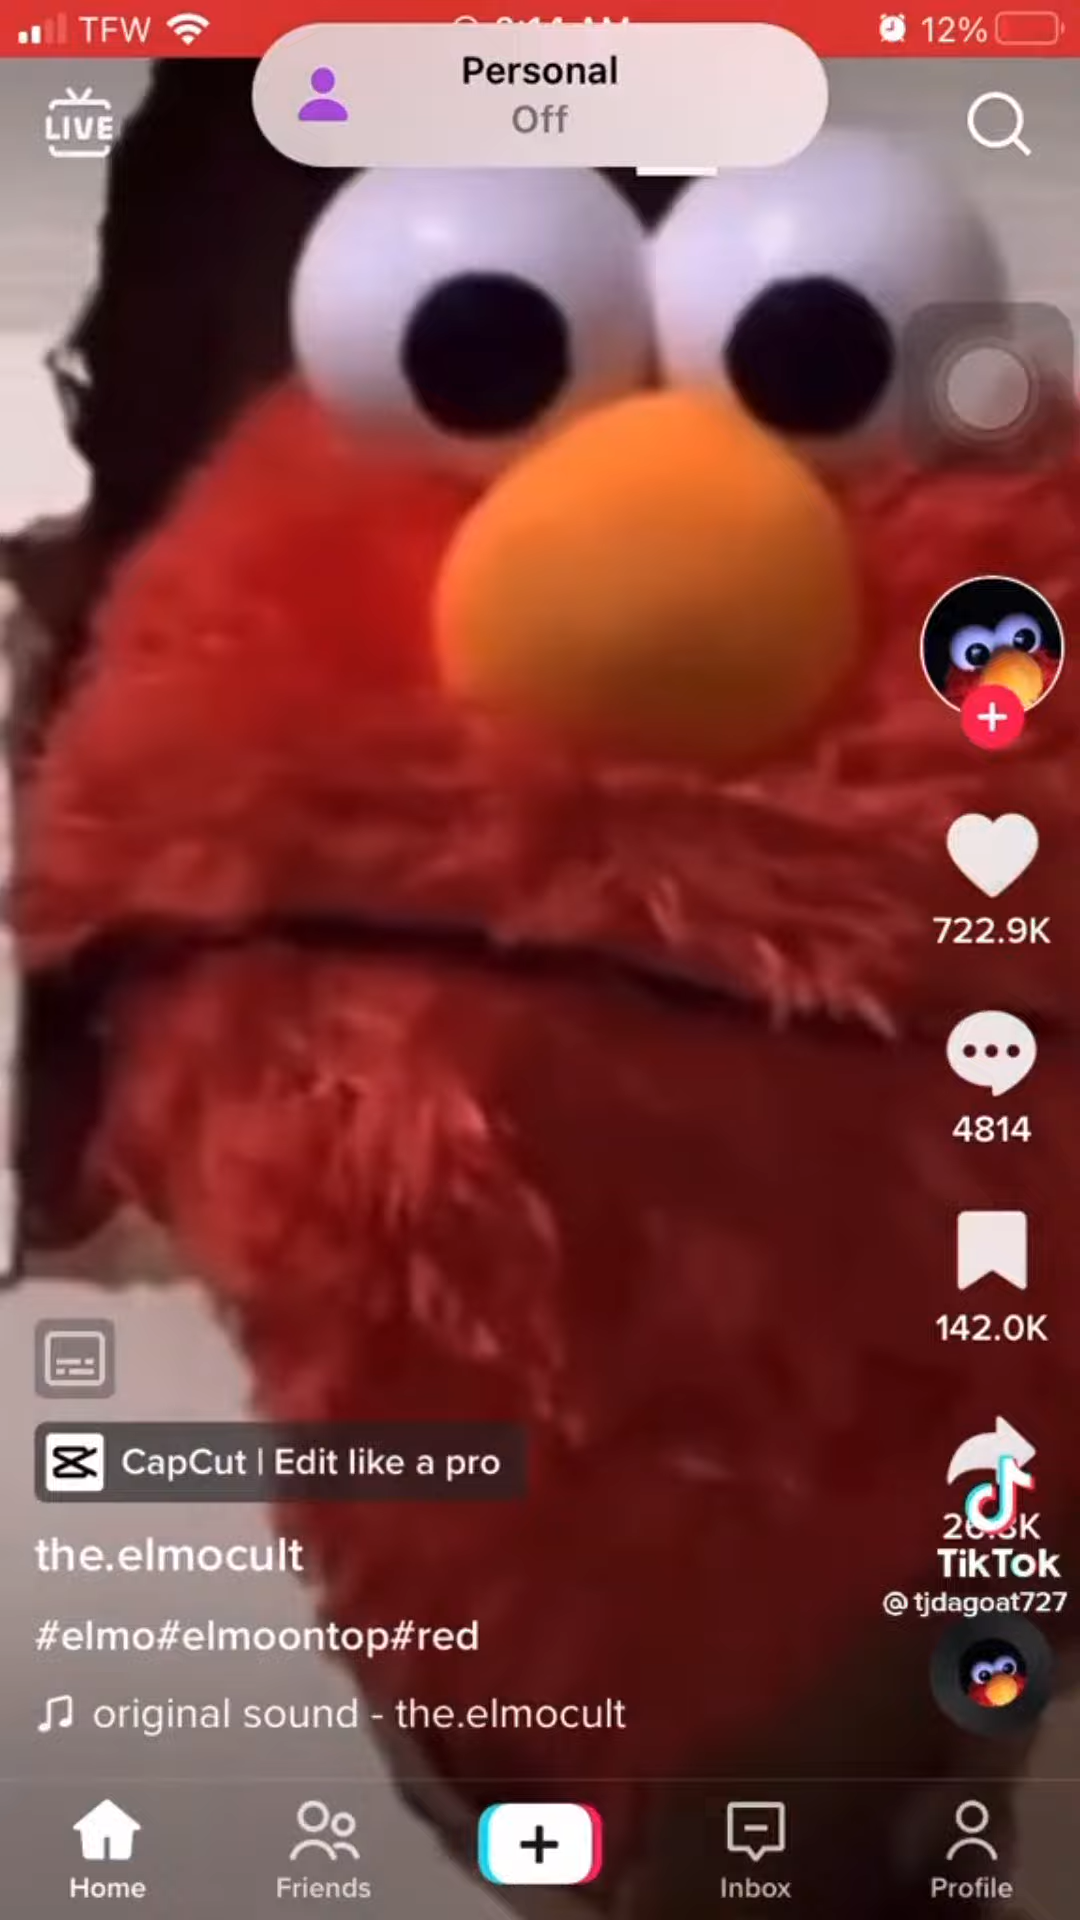 TFW
12%
Personal
Off
LIVE
722.9K
4814
142.0K
CapCut | Edit like a pro
the.elmocult
TikTok
@tjdagoat727
#elmo#elmoontop#red
original sound - the.elmocult
Home
Friends
Inbox
Profile